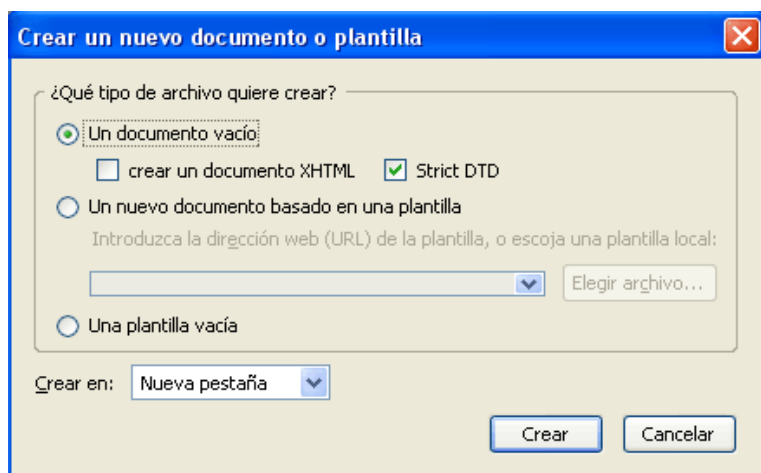 Crear un nuevo documento o plantilla
¿Qué tipo de archivo quiere crear?
Un documento vacío
crear un documento XHTML Strict DTD
Un nuevo documento basado en una plantilla
Introduzca la dirección web (URL) de la plantilla, o escoja una plantilla local:
Elegir archivo...
Una plantilla vacía
Crear en: Nueva pestaña
Crear Cancelar